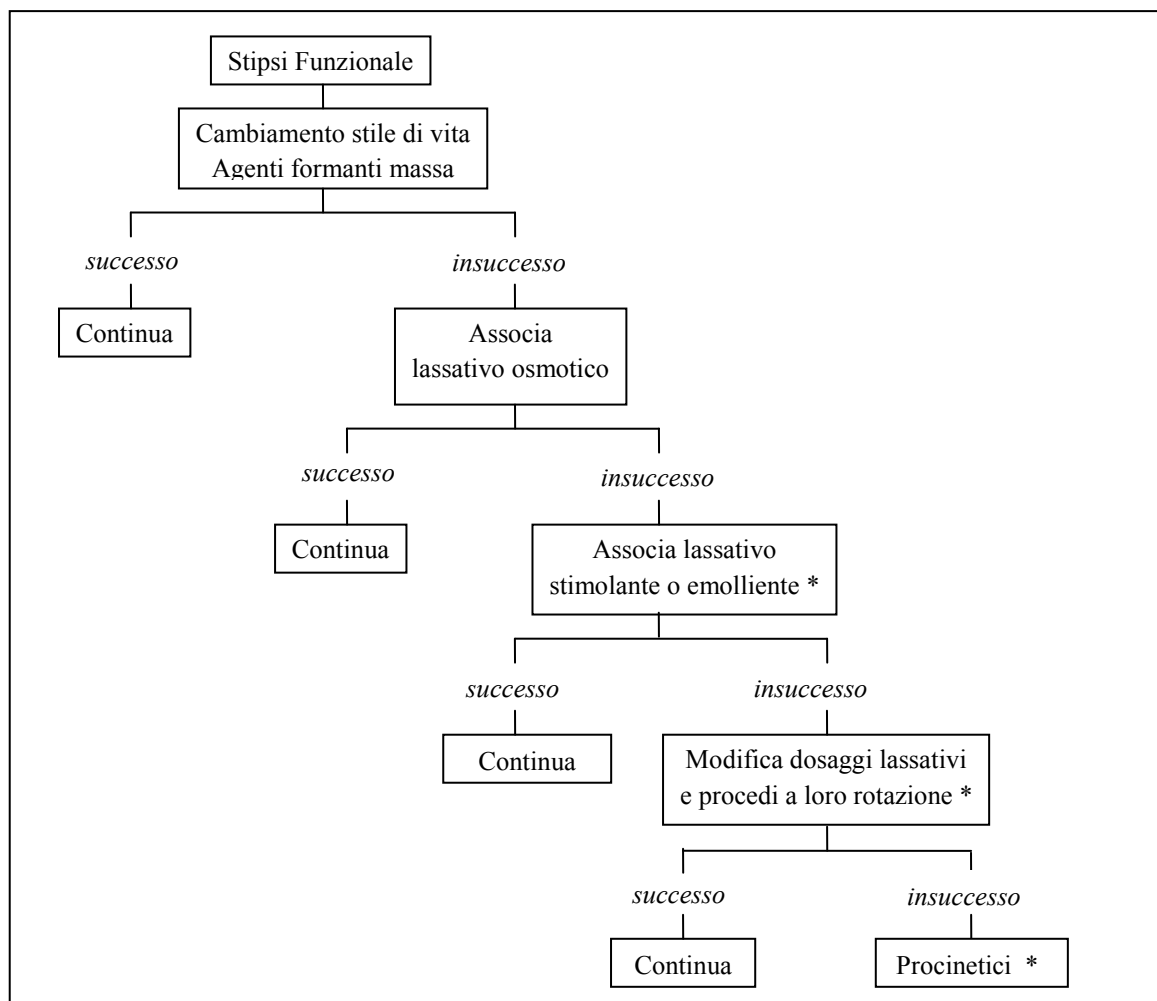 Stipsi Funzionale
Cambiamento stile di vita
Agenti formanti massa
successo
insuccesso
Continua
Associa
lassativo osmotico
successo
insuccesso
Continua
Associa lassativo
stimolante o emolliente *
successo
insuccesso
Continua
Modifica dosaggi lassativi
e procedi a loro rotazione *
successo
insuccesso
Continua
Procinetici *